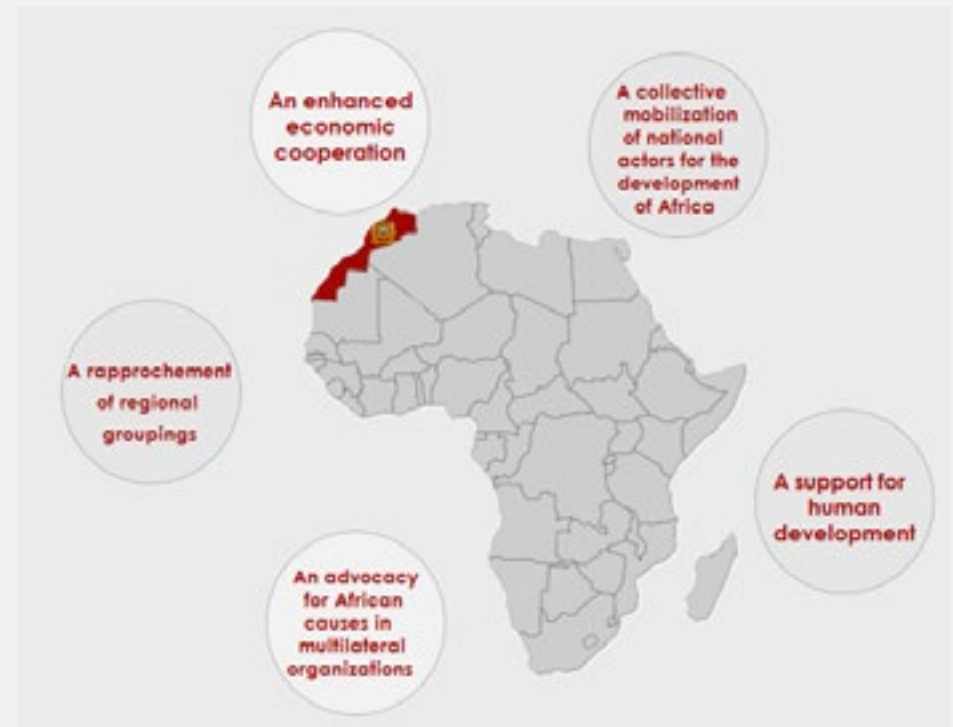 An enhanced
economic
cooperation
A collective
mobilization
of national
actors for the
development
of Africa
A rapprochement
of regional
groupings
A support for
human
development
An advocacy
for African
causes in
multilateral
organizations